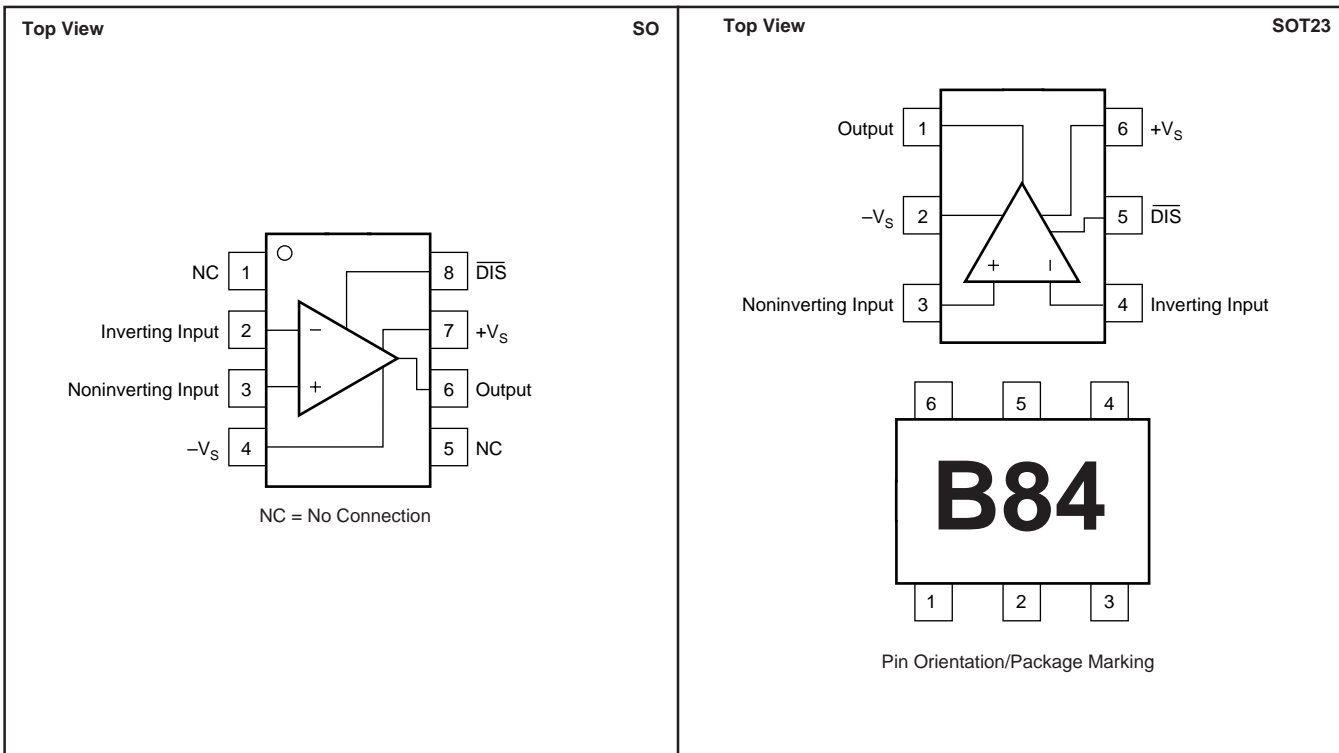 Top View
SO
NC 1
8 D̅I̅S̅
Inverting Input 2
−
7 +VS
Noninverting Input 3
+
6 Output
–VS 4
5 NC
NC = No Connection
Top View
SOT23
Output 1
6 +VS
–VS 2
5 D̅I̅S̅
+ −
Noninverting Input 3
4 Inverting Input
6 5 4
B84
1 2 3
Pin Orientation/Package Marking